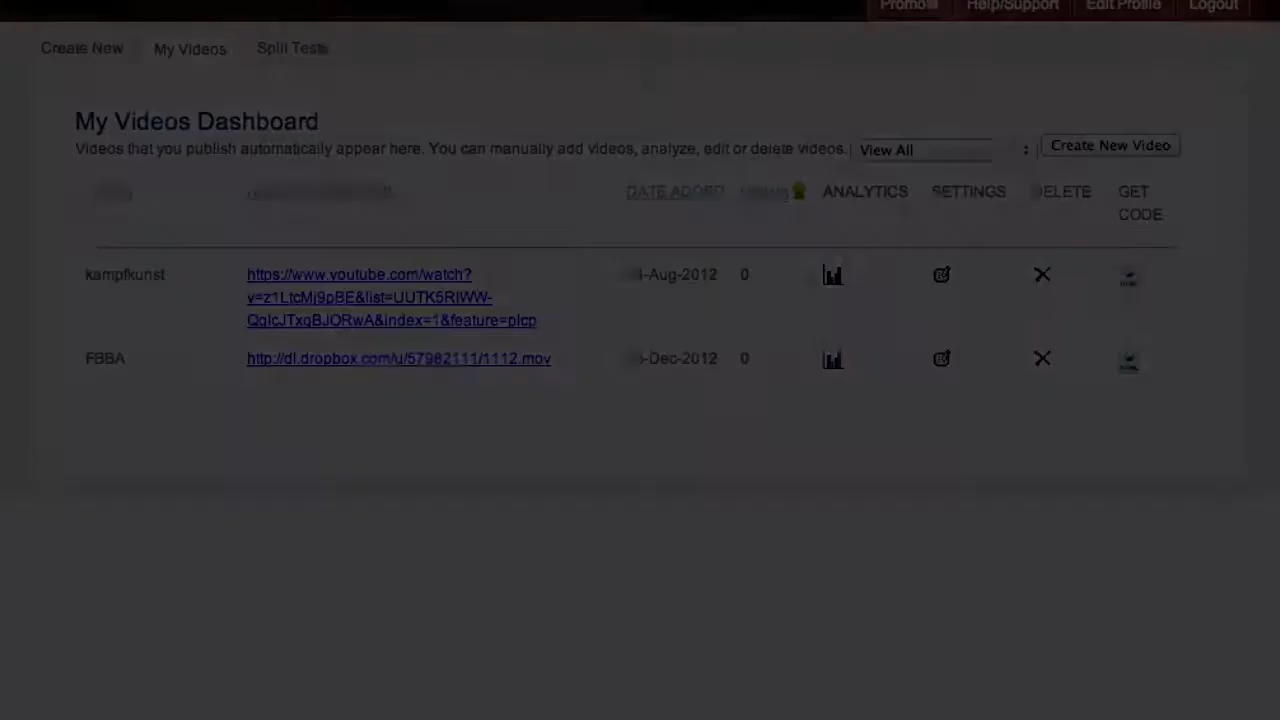 Promote Help/Support Edit Profile Logout
Create New My Videos Split Tests
My Videos Dashboard
Videos that you publish automatically appear here. You can manually add videos, analyze, edit or delete videos. View All Create New Video
DATE ADDED ANALYTICS SETTINGS DELETE GET
CODE
kampfkunst https://www.youtube.com/watch? -Aug-2012 0
v=z1LtcMj9pBE&list=UUTK5RIWW-
QglcJTxqBJORwA&index=1&feature=plcp
FBBA http://dl.dropbox.com/u/57982111/1112.mov -Dec-2012 0